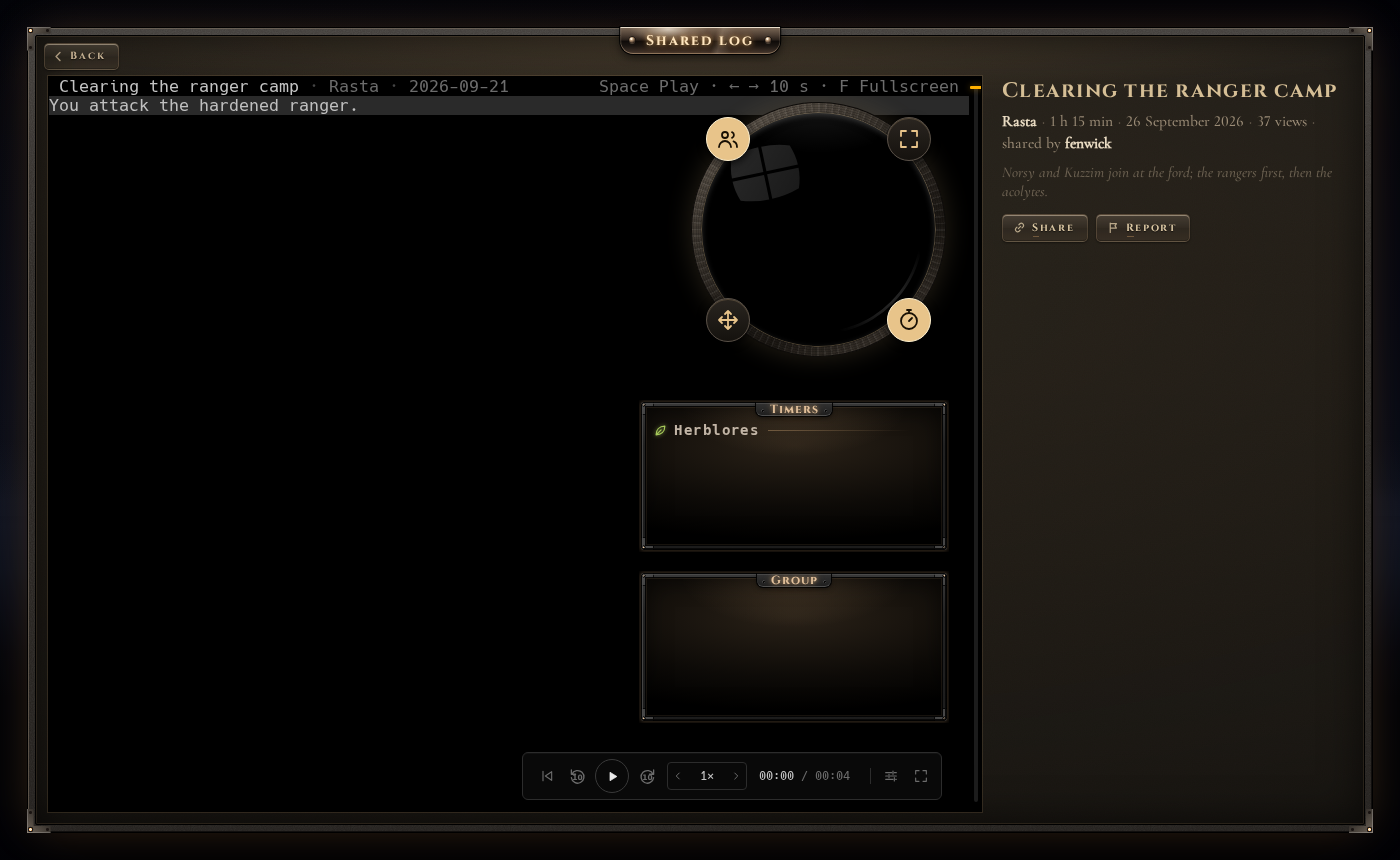 Shared log
Back
Clearing the ranger camp · Rasta · 2026-09-21
Space Play · ← → 10 s · F Fullscreen
You attack the hardened ranger.
Timers
Herblores
Group
10
10
1×
00:00 / 00:04
Clearing the ranger camp
Rasta · 1 h 15 min · 26 September 2026 · 37 views ·
shared by fenwick
Norsy and Kuzzim join at the ford; the rangers first, then the
acolytes.
Share
Report